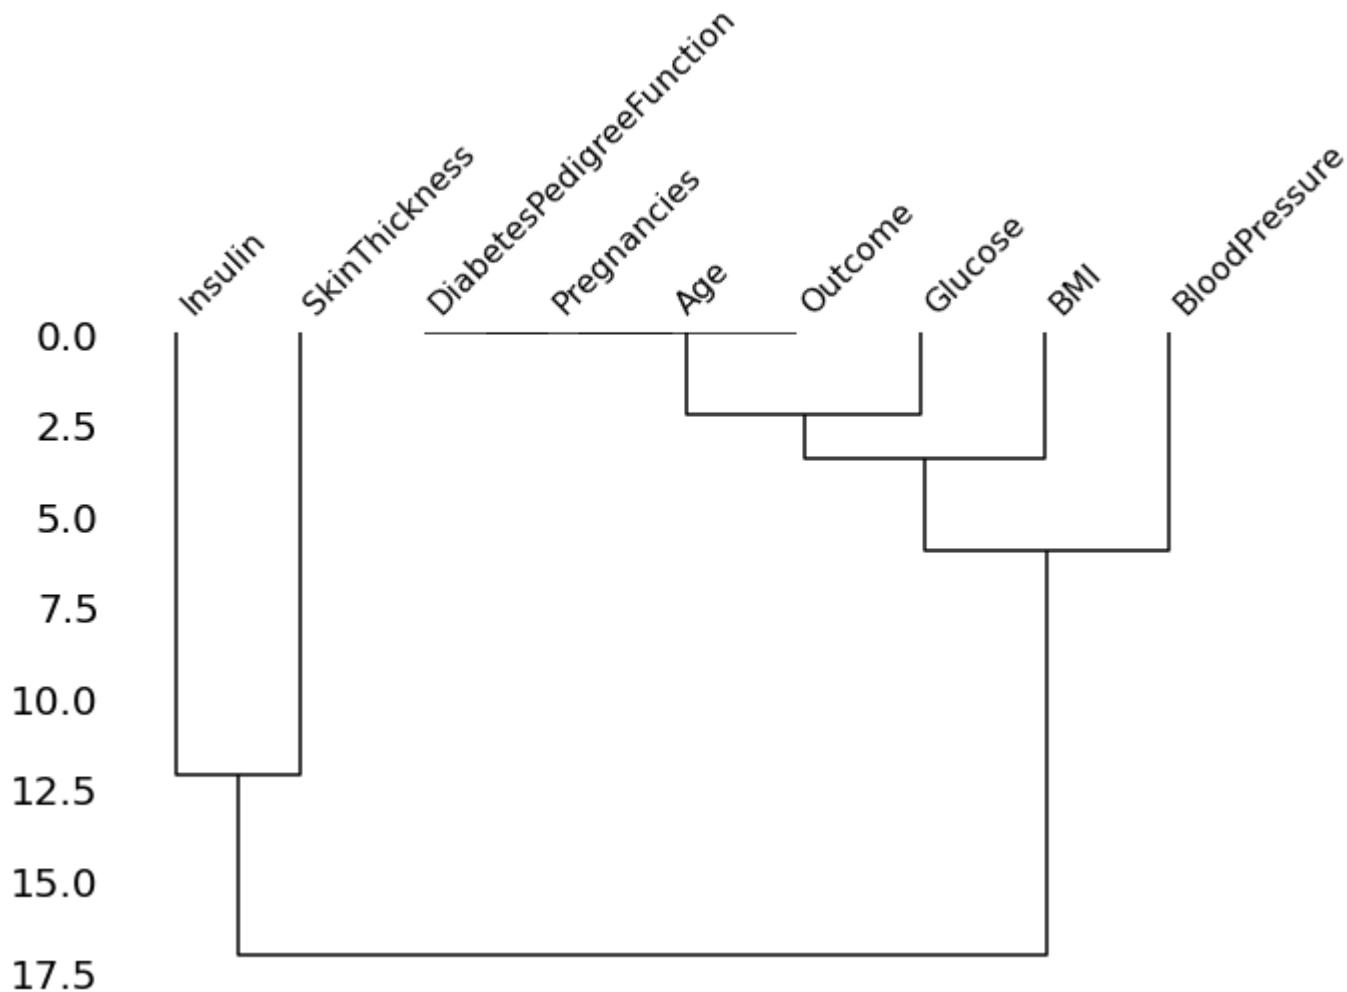 Insulin
SkinThickness
DiabetesPedigreeFunction
Pregnancies
Age
Outcome
Glucose
BMI
BloodPressure
0.0
2.5
5.0
7.5
10.0
12.5
15.0
17.5